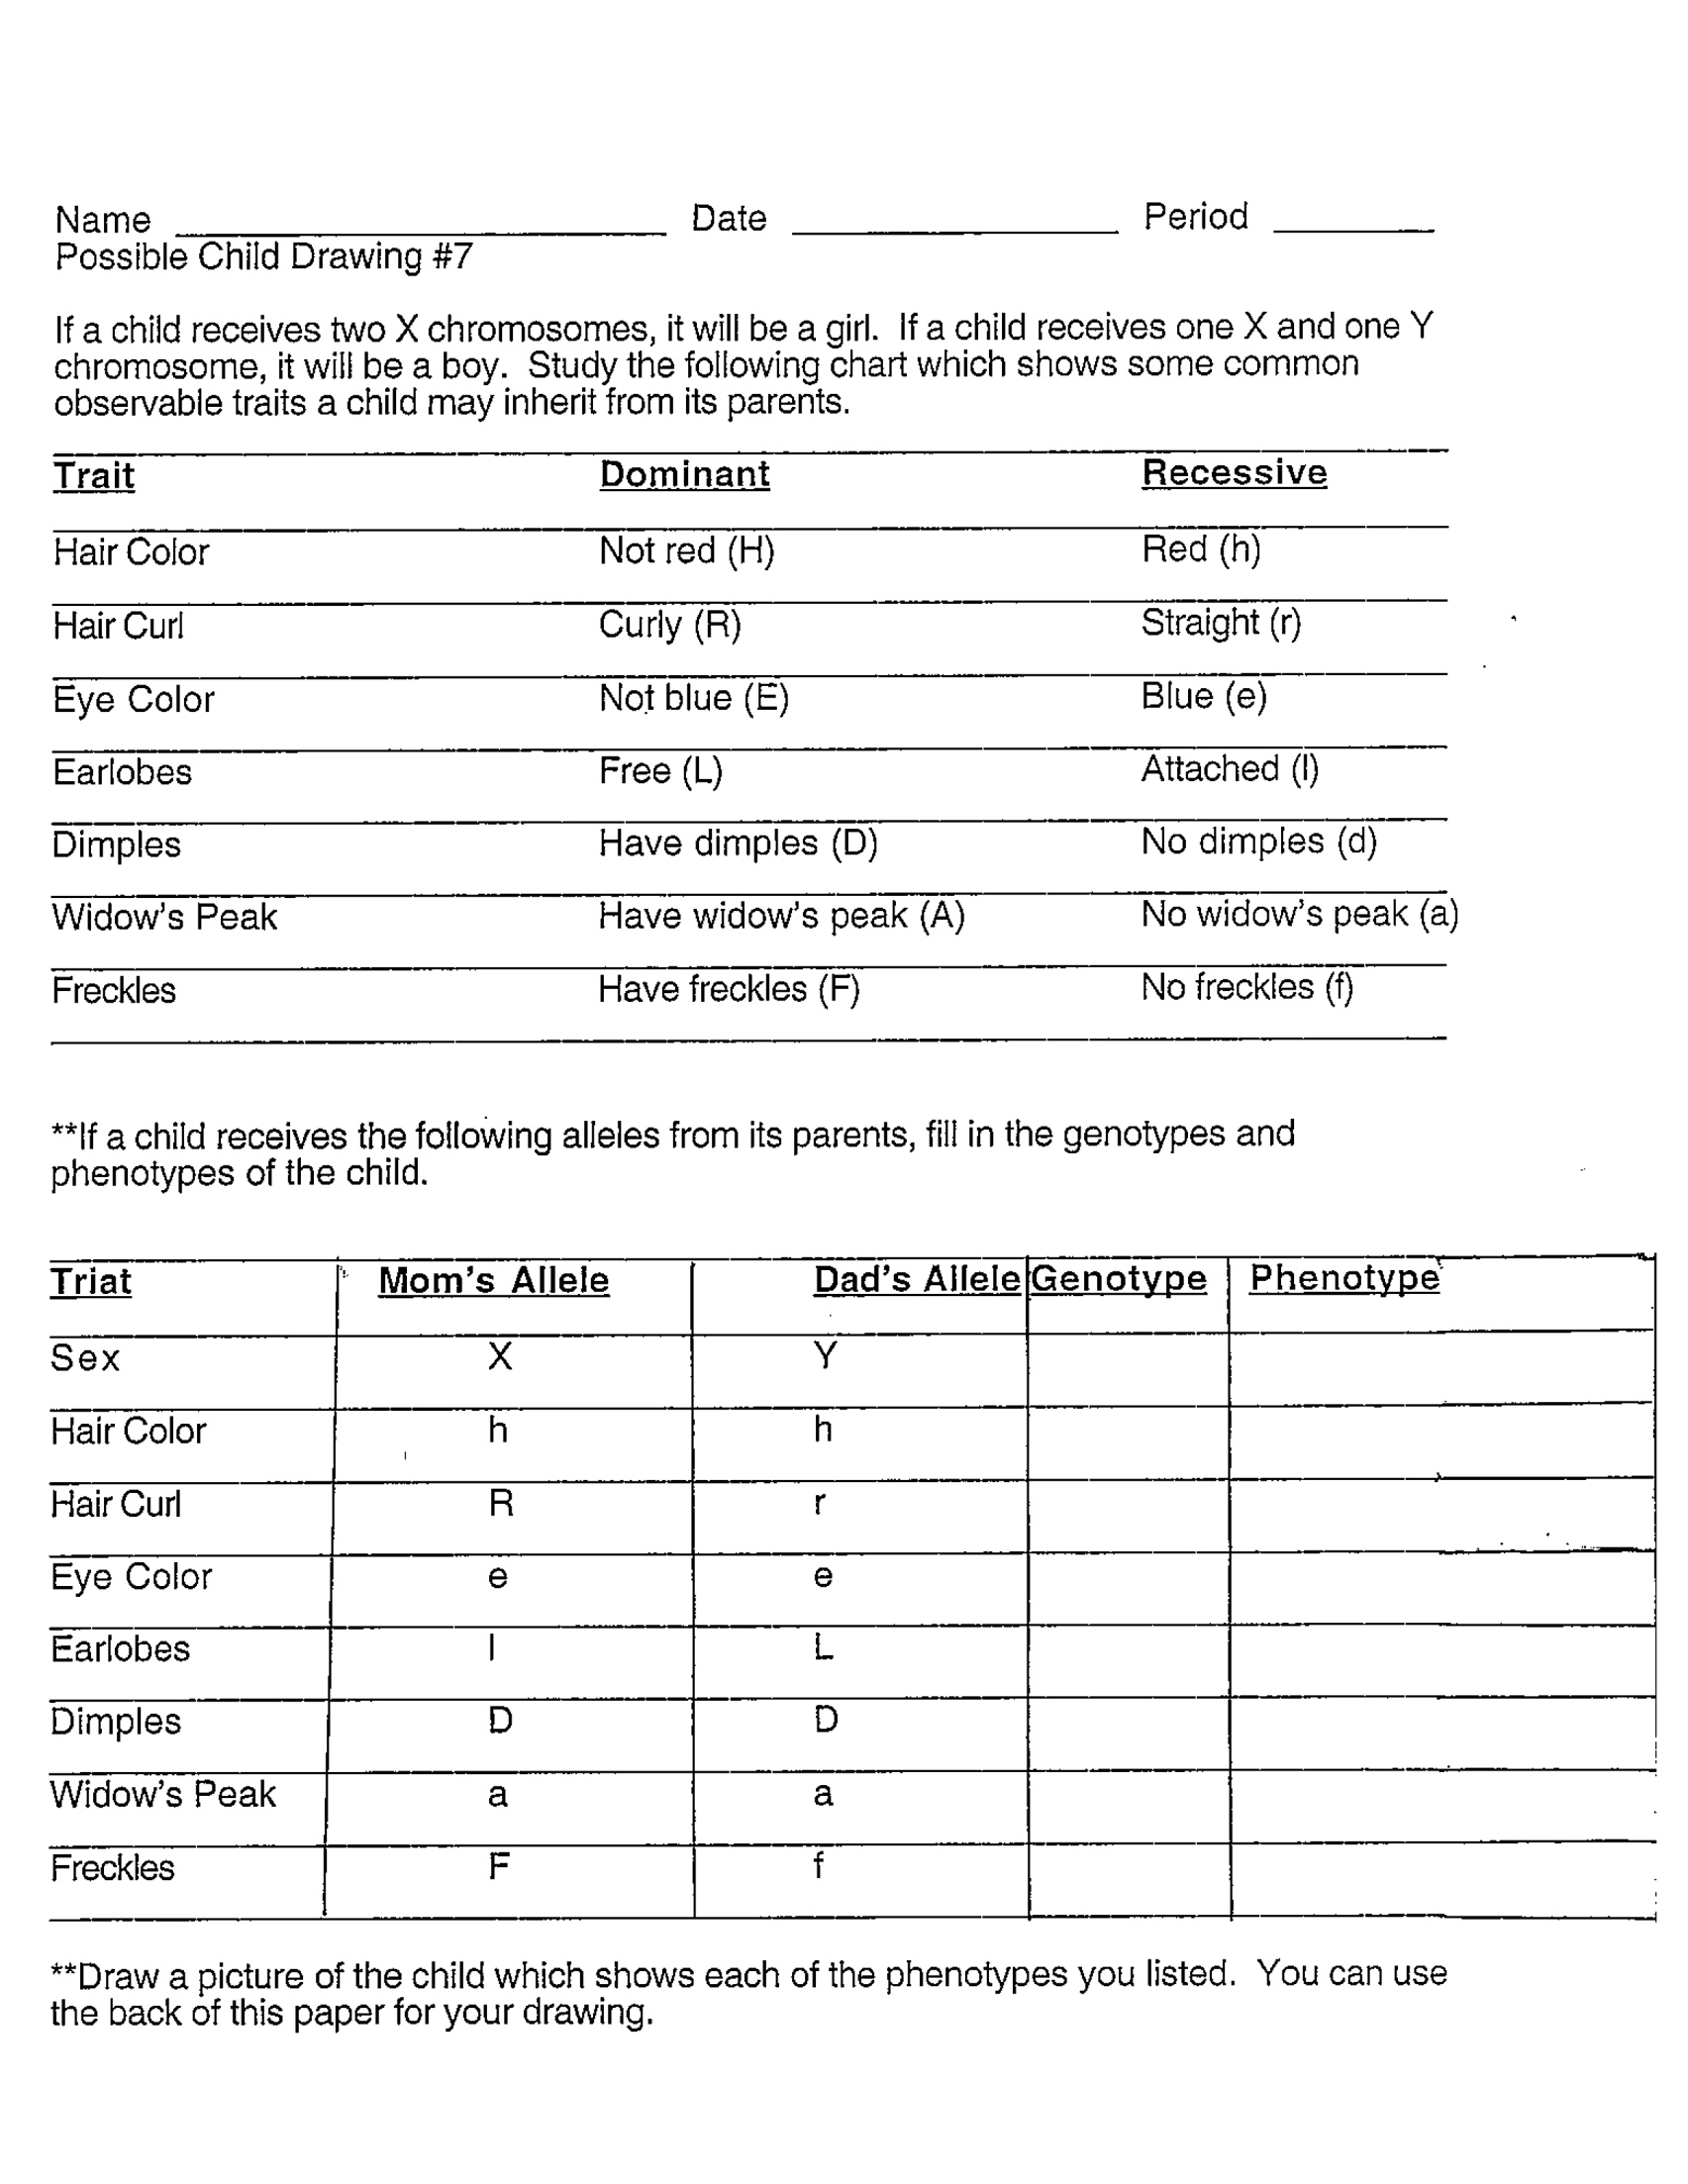 Name Date Period
Possible Child Drawing #7
If a child receives two X chromosomes, it will be a girl. If a child receives one X and one Y
chromosome, it will be a boy. Study the following chart which shows some common
observable traits a child may inherit from its parents.
Trait Dominant Recessive
Hair Color Not red (H) Red (h)
Hair Curl Curly (R) Straight (r)
Eye Color Not blue (E) Blue (e)
Earlobes Free (L) Attached (l)
Dimples Have dimples (D) No dimples (d)
Widow's Peak Have widow's peak (A) No widow's peak (a)
Freckles Have freckles (F) No freckles (f)
**If a child receives the following alleles from its parents, fill in the genotypes and
phenotypes of the child.
Triat Mom's Allele Dad's Allele Genotype Phenotype
Sex X Y
Hair Color h h
Hair Curl R r
Eye Color e e
Earlobes l L
Dimples D D
Widow's Peak a a
Freckles F f
**Draw a picture of the child which shows each of the phenotypes you listed. You can use
the back of this paper for your drawing.